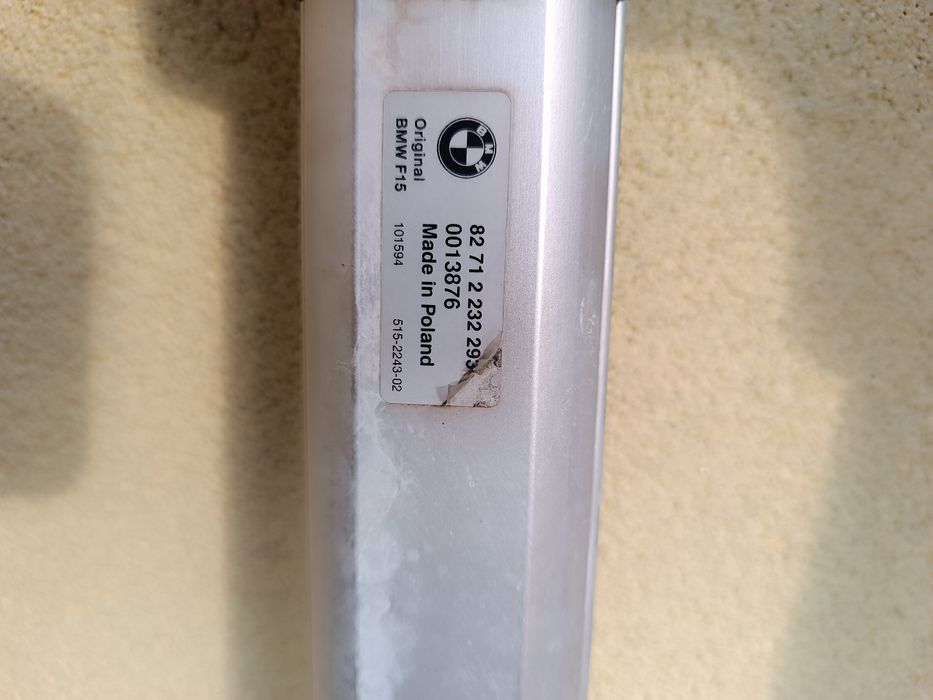 BMW
Original
BMW F15
82 71 2 232 293
0013876
Made in Poland
101594
515-2243-02